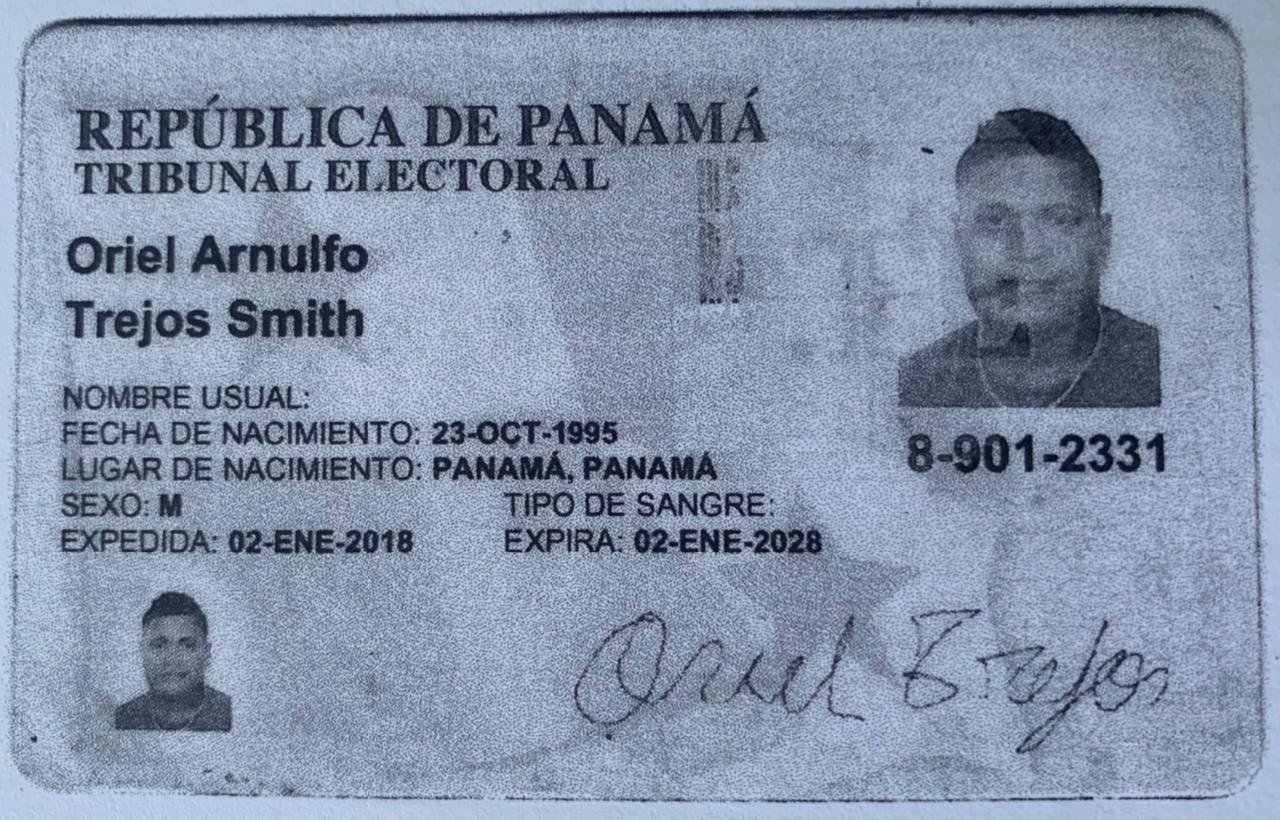 REPÚBLICA DE PANAMÁ
TRIBUNAL ELECTORAL
Oriel Arnulfo
Trejos Smith
NOMBRE USUAL:
FECHA DE NACIMIENTO: 23-OCT-1995
LUGAR DE NACIMIENTO: PANAMÁ, PANAMÁ
SEXO: M TIPO DE SANGRE:
EXPEDIDA: 02-ENE-2018 EXPIRA: 02-ENE-2028
8-901-2331
Oriel Trejos